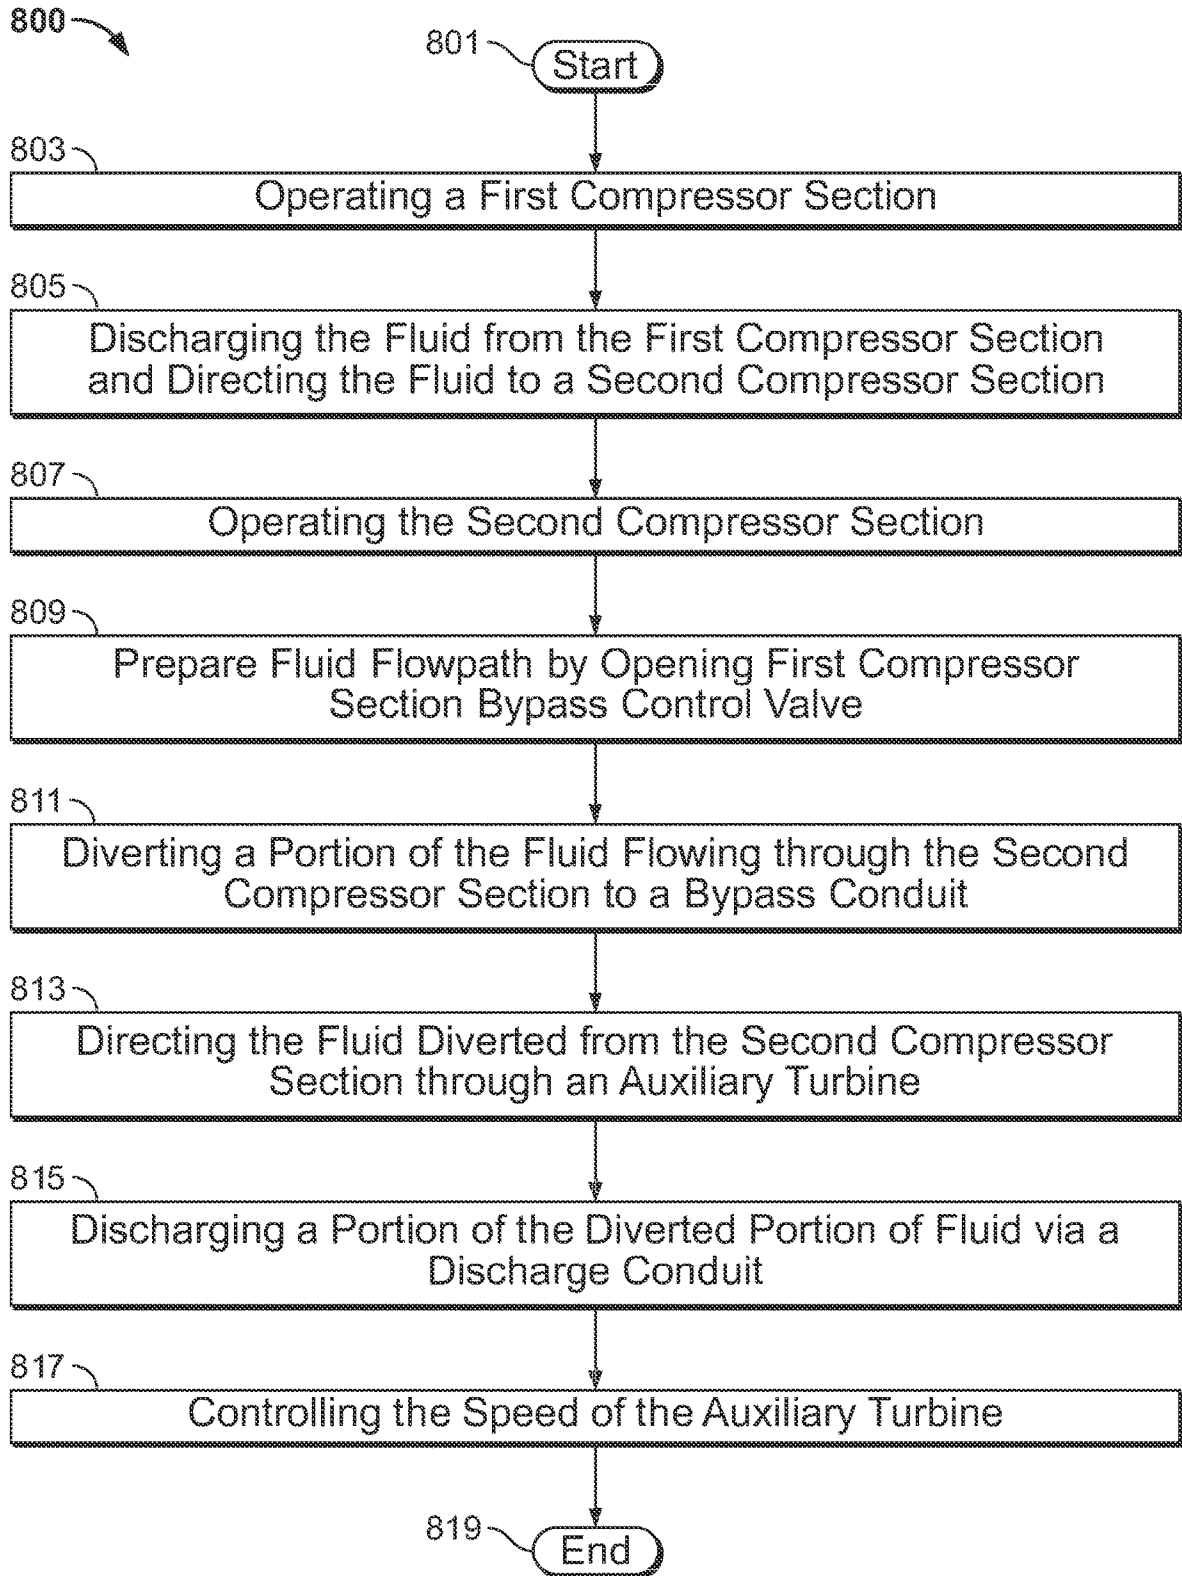 800
801
Start
803
Operating a First Compressor Section
805
Discharging the Fluid from the First Compressor Section
and Directing the Fluid to a Second Compressor Section
807
Operating the Second Compressor Section
809
Prepare Fluid Flowpath by Opening First Compressor
Section Bypass Control Valve
811
Diverting a Portion of the Fluid Flowing through the Second
Compressor Section to a Bypass Conduit
813
Directing the Fluid Diverted from the Second Compressor
Section through an Auxiliary Turbine
815
Discharging a Portion of the Diverted Portion of Fluid via a
Discharge Conduit
817
Controlling the Speed of the Auxiliary Turbine
819
End